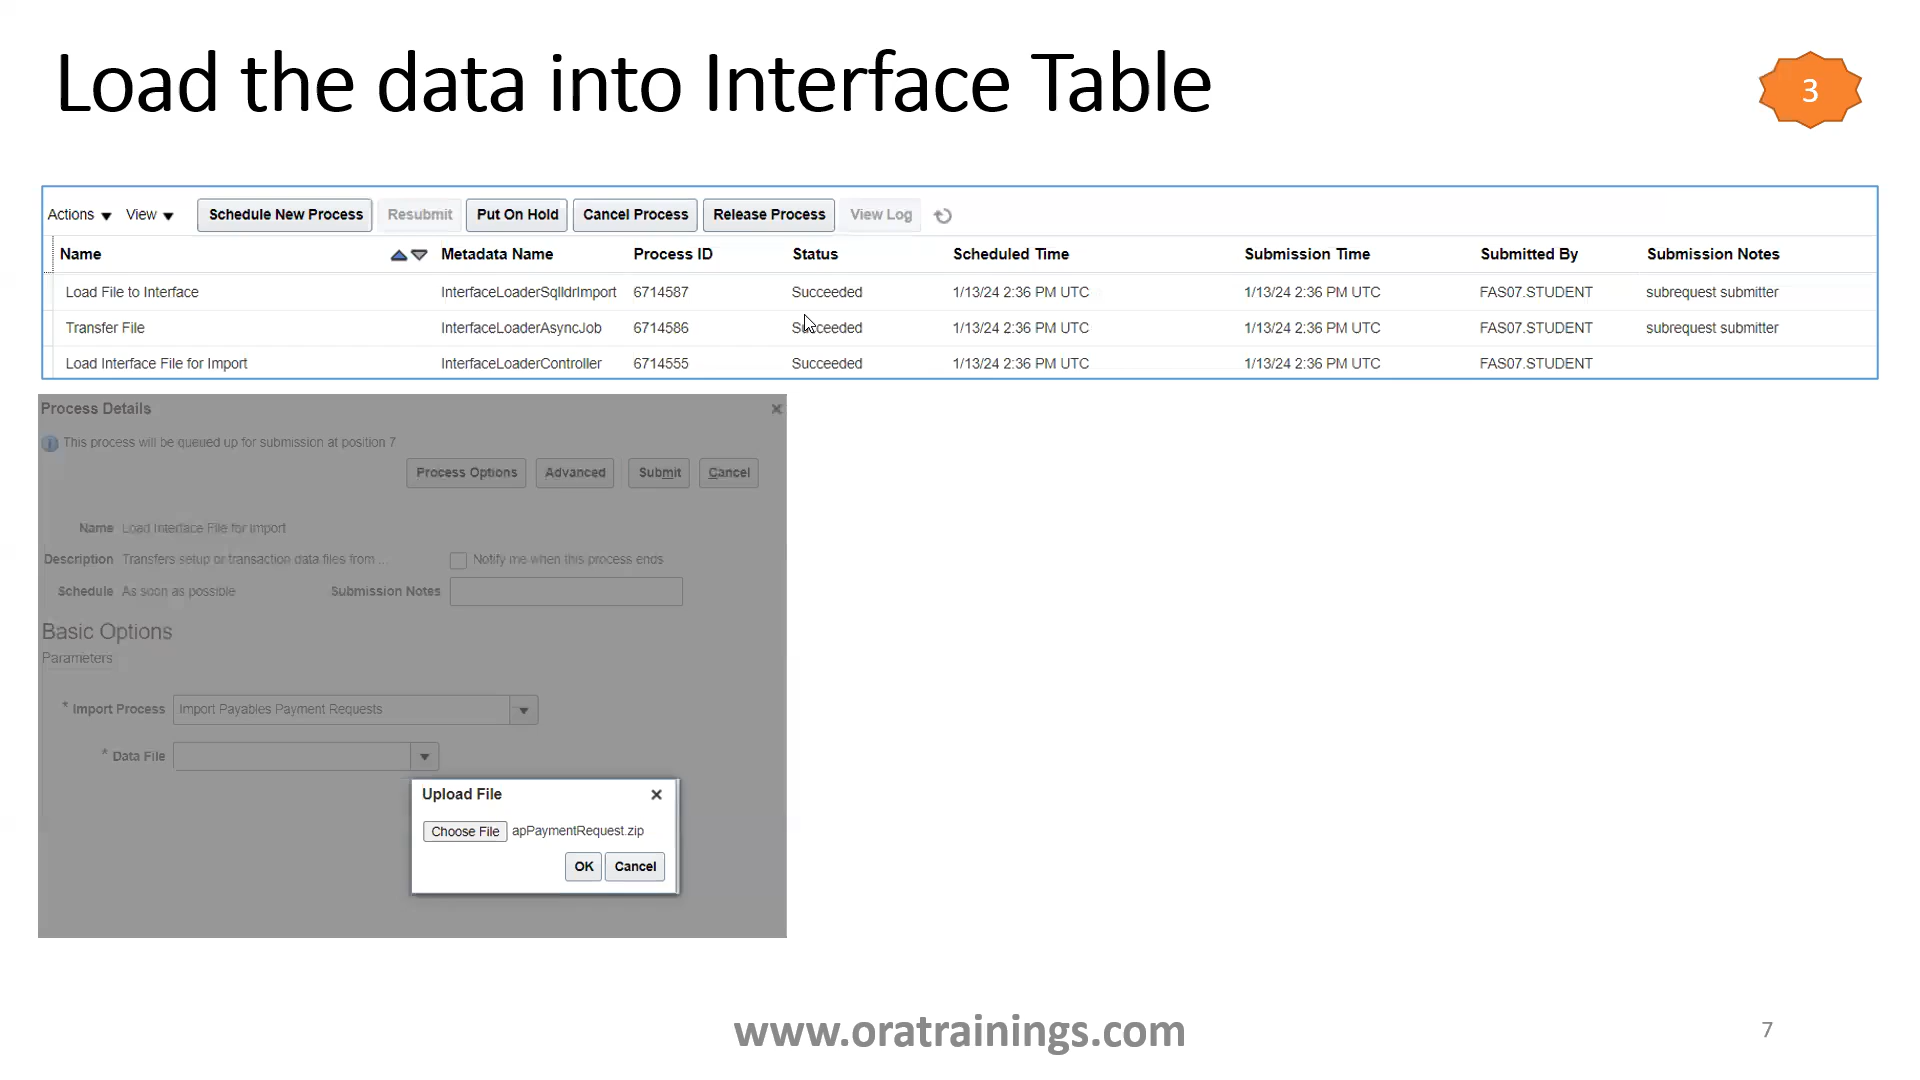 Load the data into Interface Table
3
Actions View Schedule New Process Resubmit Put On Hold Cancel Process Release Process View Log
Name Metadata Name Process ID Status Scheduled Time Submission Time Submitted By Submission Notes
Load File to Interface InterfaceLoaderSqlldrImport 6714587 Succeeded 1/13/24 2:36 PM UTC 1/13/24 2:36 PM UTC FAS07.STUDENT subrequest submitter
Transfer File InterfaceLoaderAsyncJob 6714586 Succeeded 1/13/24 2:36 PM UTC 1/13/24 2:36 PM UTC FAS07.STUDENT subrequest submitter
Load Interface File for Import InterfaceLoaderController 6714555 Succeeded 1/13/24 2:36 PM UTC 1/13/24 2:36 PM UTC FAS07.STUDENT
Process Details
This process will be queued up for submission at position 7
Process Options Advanced Submit Cancel
Name Load Interface File for Import
Description Transfers setup or transaction data files from ... Notify me when this process ends
Schedule As soon as possible Submission Notes
Basic Options
Parameters
* Import Process Import Payables Payment Requests
* Data File
Upload File
Choose File apPaymentRequest.zip
OK Cancel
www.oratrainings.com
7